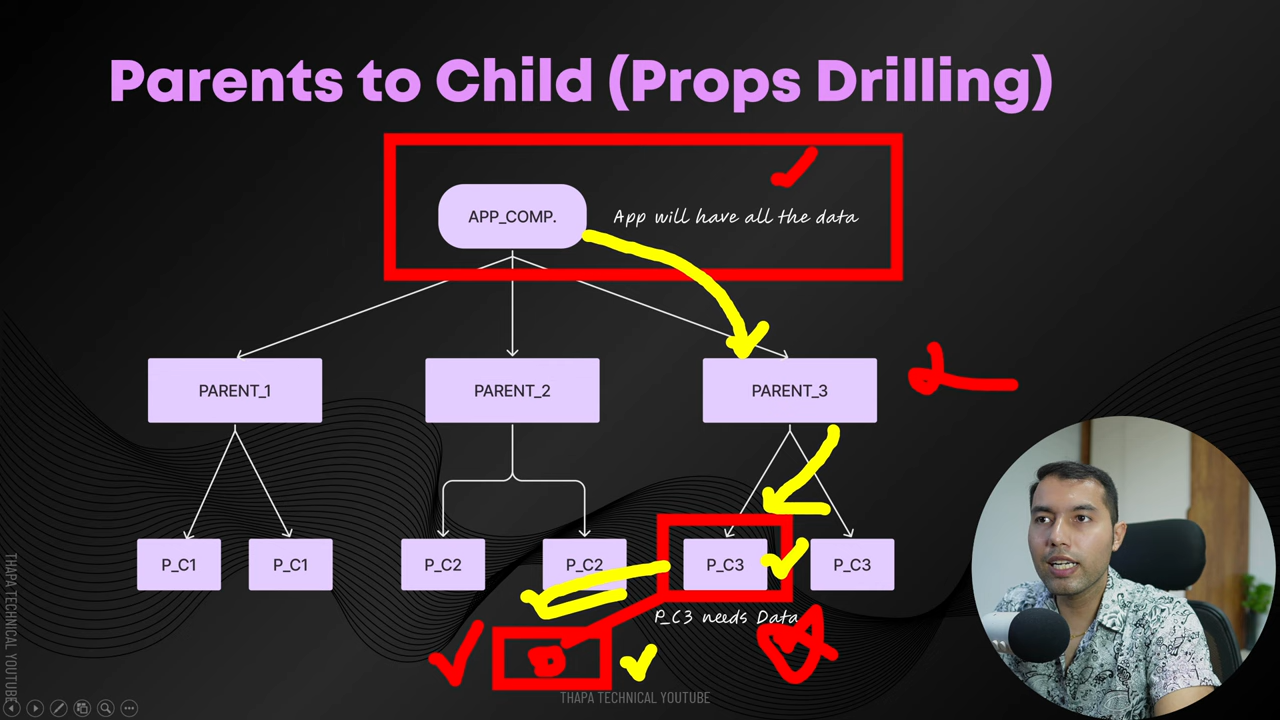 Parents to Child (Props Drilling)
APP_COMP.
App will have all the data
PARENT_1
PARENT_2
PARENT_3
P_C1
P_C1
P_C2
P_C2
P_C3
P_C3
P_C3 needs Data
D
THAPA TECHNICAL YOUTUBE
THAPA TECHNICAL YOUTUBE